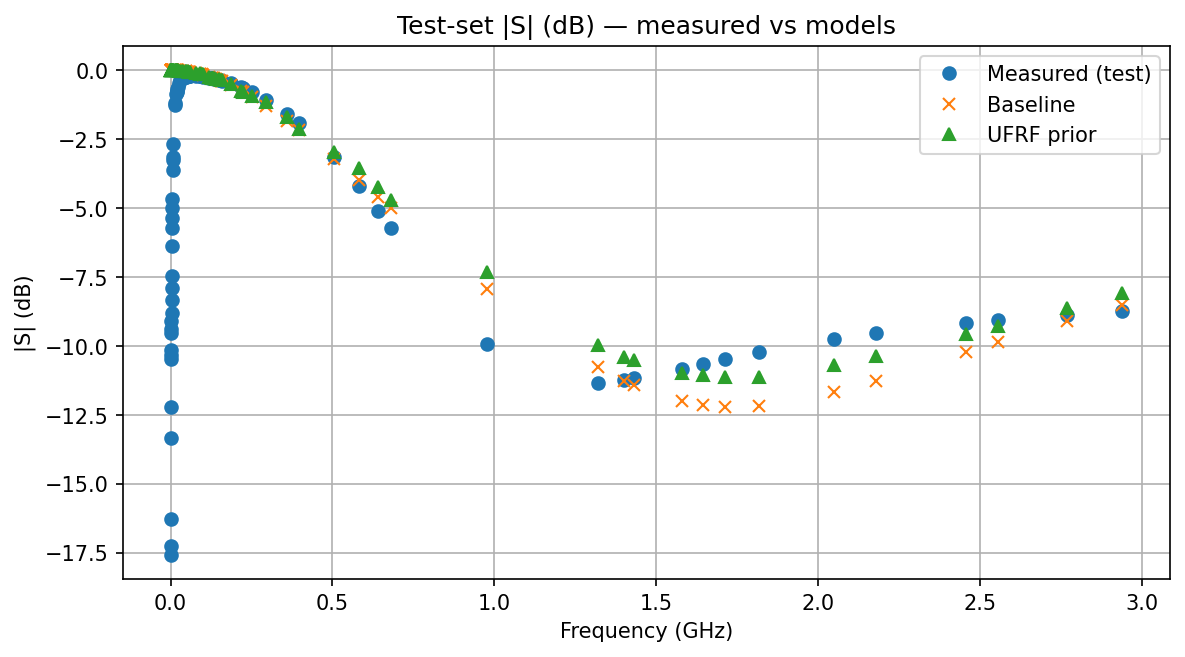 Test-set |S| (dB) — measured vs models
Measured (test)
Baseline
UFRF prior
0.0
−2.5
−5.0
−7.5
−10.0
−12.5
−15.0
−17.5
|S| (dB)
0.0 0.5 1.0 1.5 2.0 2.5 3.0
Frequency (GHz)